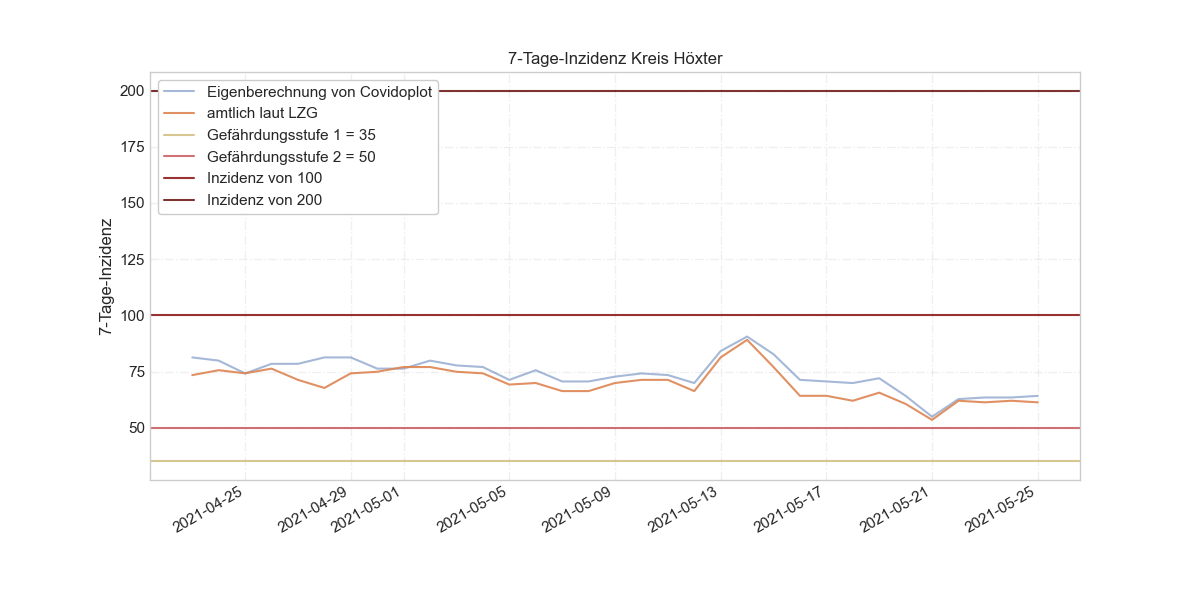 7-Tage-Inzidenz Kreis Höxter
Eigenberechnung von Covidoplot
amtlich laut LZG
Gefährdungsstufe 1 = 35
Gefährdungsstufe 2 = 50
Inzidenz von 100
Inzidenz von 200
7-Tage-Inzidenz
200
175
150
125
100
75
50
2021-04-25
2021-04-29
2021-05-01
2021-05-05
2021-05-09
2021-05-13
2021-05-17
2021-05-21
2021-05-25